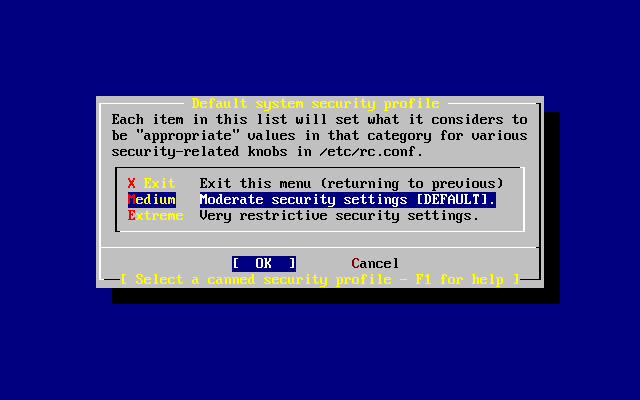 Default system security profile
Each item in this list will set what it considers to
be "appropriate" values in that category for various
security-related knobs in /etc/rc.conf.
X Exit Exit this menu (returning to previous)
Medium Moderate security settings [DEFAULT].
Extreme Very restrictive security settings.
[ OK ] Cancel
[ Select a canned security profile - F1 for help ]